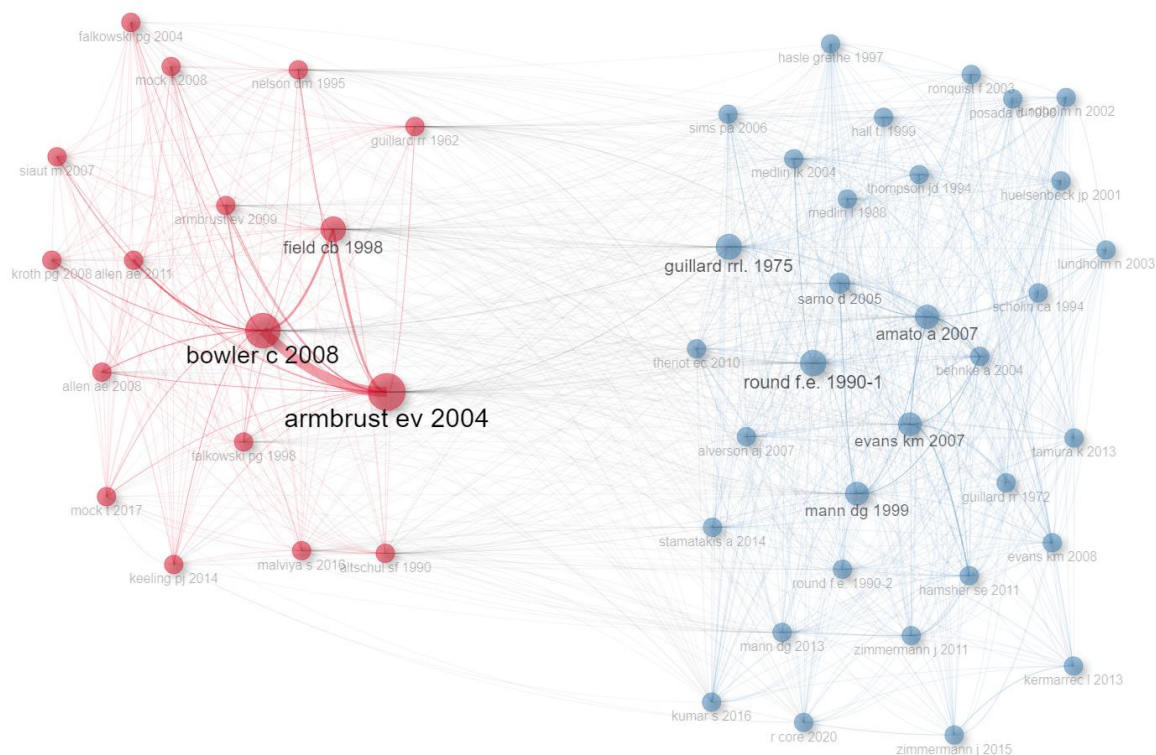 falkowski pg 2004
mock t 2008
nelson dm 1995
guillard rr 1962
siaut m 2007
armbrust ev 2009
field cb 1998
kroth pg 2008
allen ae 2011
bowler c 2008
allen ae 2008
armbrust ev 2004
falkowski pg 1998
mock t 2017
malviya s 2016
altschul sf 1990
keeling pj 2014
hasle grethe 1997
ronquist f 2003
posada d 1998
lundholm n 2002
sims pa 2006
hall t. 1999
medlin lk 2004
thompson jd 1994
huelsenbeck jp 2001
medlin l 1988
lundholm n 2003
guillard rrl. 1975
sarno d 2005
scholin ca 1994
amato a 2007
theriot ec 2010
behnke a 2004
round f.e. 1990-1
evans km 2007
alverson aj 2007
tamura k 2013
guillard rr 1972
mann dg 1999
stamatakis a 2014
evans km 2008
round f.e. 1990-2
hamsher se 2011
mann dg 2013
zimmermann j 2011
kermarrec l 2013
kumar s 2016
r core 2020
zimmermann j 2015